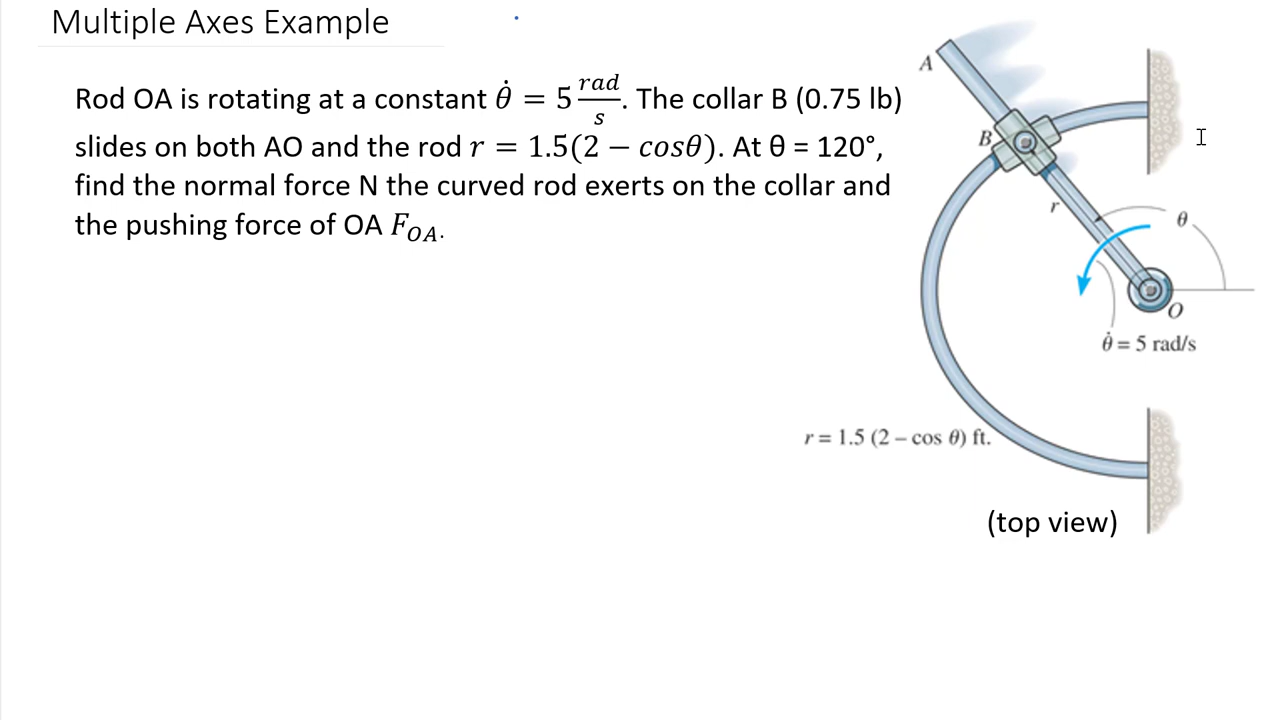 Multiple Axes Example
Rod OA is rotating at a constant θ̇ = 5 rad/s. The collar B (0.75 lb)
slides on both AO and the rod r = 1.5(2 − cosθ). At θ = 120°,
find the normal force N the curved rod exerts on the collar and
the pushing force of OA F_OA.
A
B
r
θ
O
θ̇ = 5 rad/s
r = 1.5 (2 – cos θ) ft.
(top view)